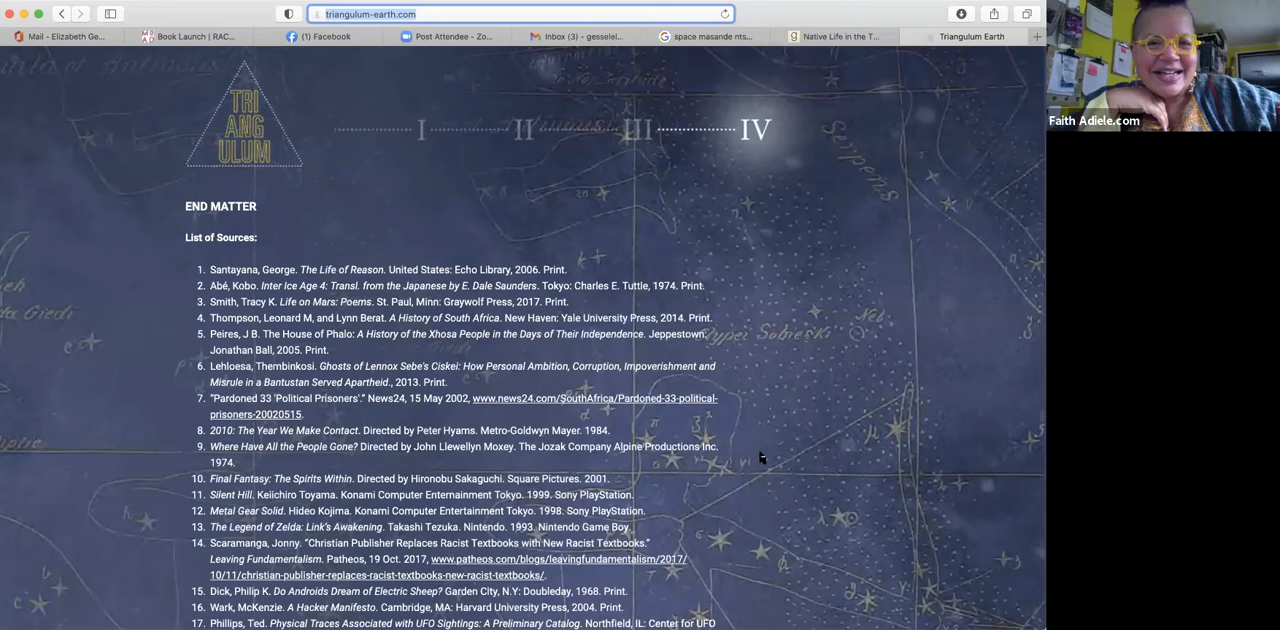 triangulum-earth.com
Mail - Elizabeth Ge...
Book Launch | RAC...
(1) Facebook
Post Attendee - Zo...
Inbox (3) - gesselel...
space masande nts...
Native Life in the T...
Triangulum Earth
Faith Adiele.com
TRI
ANG
ULUM
I
II
III
IV
Serpens
END MATTER
List of Sources:
1. Santayana, George. The Life of Reason. United States: Echo Library, 2006. Print.
2. Abé, Kobo. Inter Ice Age 4: Transl. from the Japanese by E. Dale Saunders. Tokyo: Charles E. Tuttle, 1974. Print.
3. Smith, Tracy K. Life on Mars: Poems. St. Paul, Minn: Graywolf Press, 2017. Print.
4. Thompson, Leonard M, and Lynn Berat. A History of South Africa. New Haven: Yale University Press, 2014. Print.
5. Peires, J B. The House of Phalo: A History of the Xhosa People in the Days of Their Independence. Jeppestown:
Jonathan Ball, 2005. Print.
6. Lehloesa, Thembinkosi. Ghosts of Lennox Sebe's Ciskei: How Personal Ambition, Corruption, Impoverishment and
Misrule in a Bantustan Served Apartheid., 2013. Print.
7. "Pardoned 33 'Political Prisoners'." News24, 15 May 2002, www.news24.com/SouthAfrica/Pardoned-33-political-
prisoners-20020515.
8. 2010: The Year We Make Contact. Directed by Peter Hyams. Metro-Goldwyn Mayer. 1984.
9. Where Have All the People Gone? Directed by John Llewellyn Moxey. The Jozak Company Alpine Productions Inc.
1974.
10. Final Fantasy: The Spirits Within. Directed by Hironobu Sakaguchi. Square Pictures. 2001.
11. Silent Hill. Keiichiro Toyama. Konami Computer Entertainment Tokyo. 1999. Sony PlayStation.
12. Metal Gear Solid. Hideo Kojima. Konami Computer Entertainment Tokyo. 1998. Sony PlayStation.
13. The Legend of Zelda: Link's Awakening. Takashi Tezuka. Nintendo. 1993. Nintendo Game Boy.
14. Scaramanga, Jonny. "Christian Publisher Replaces Racist Textbooks with New Racist Textbooks."
Leaving Fundamentalism. Patheos, 19 Oct. 2017, www.patheos.com/blogs/leavingfundamentalism/2017/
10/11/christian-publisher-replaces-racist-textbooks-new-racist-textbooks/.
15. Dick, Philip K. Do Androids Dream of Electric Sheep? Garden City, N.Y: Doubleday, 1968. Print.
16. Wark, McKenzie. A Hacker Manifesto. Cambridge, MA: Harvard University Press, 2004. Print.
17. Phillips, Ted. Physical Traces Associated with UFO Sightings: A Preliminary Catalog. Northfield, IL: Center for UFO